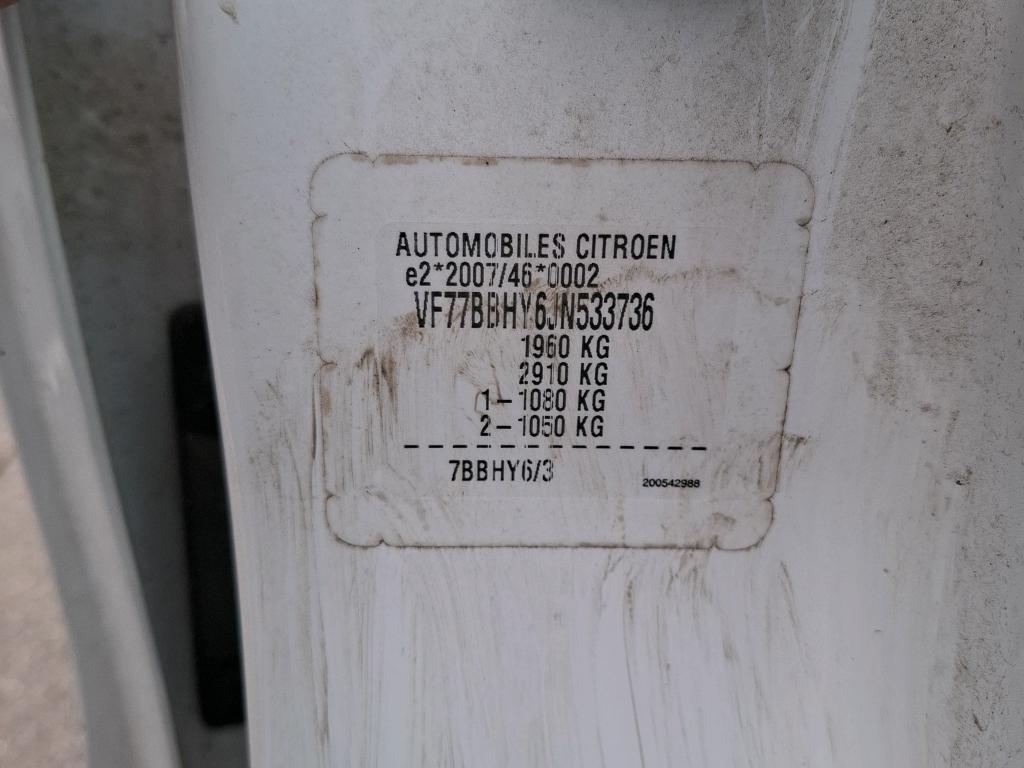 AUTOMOBILES CITROEN
e2*2007/46*0002
VF77BBHY6JN533736
1960 KG
2910 KG
1-1080 KG
2-1050 KG
7BBHY6/3
200542988